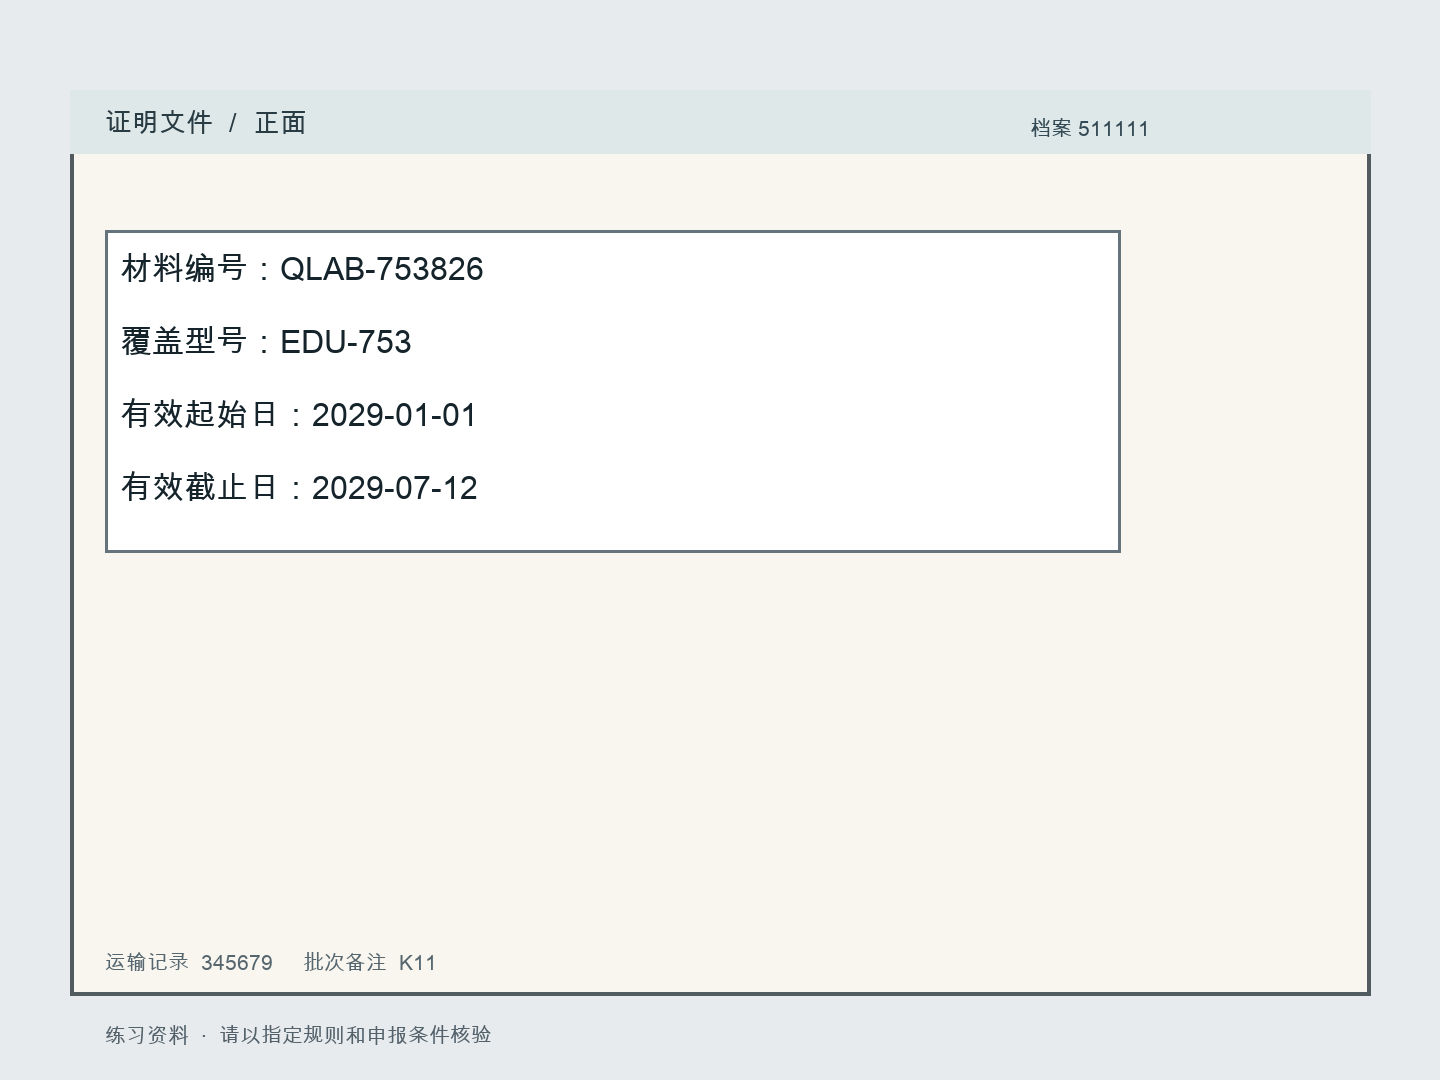 证明文件 / 正面
档案 511111
材料编号：QLAB-753826
覆盖型号：EDU-753
有效起始日：2029-01-01
有效截止日：2029-07-12
运输记录 345679 批次备注 K11
练习资料 · 请以指定规则和申报条件核验